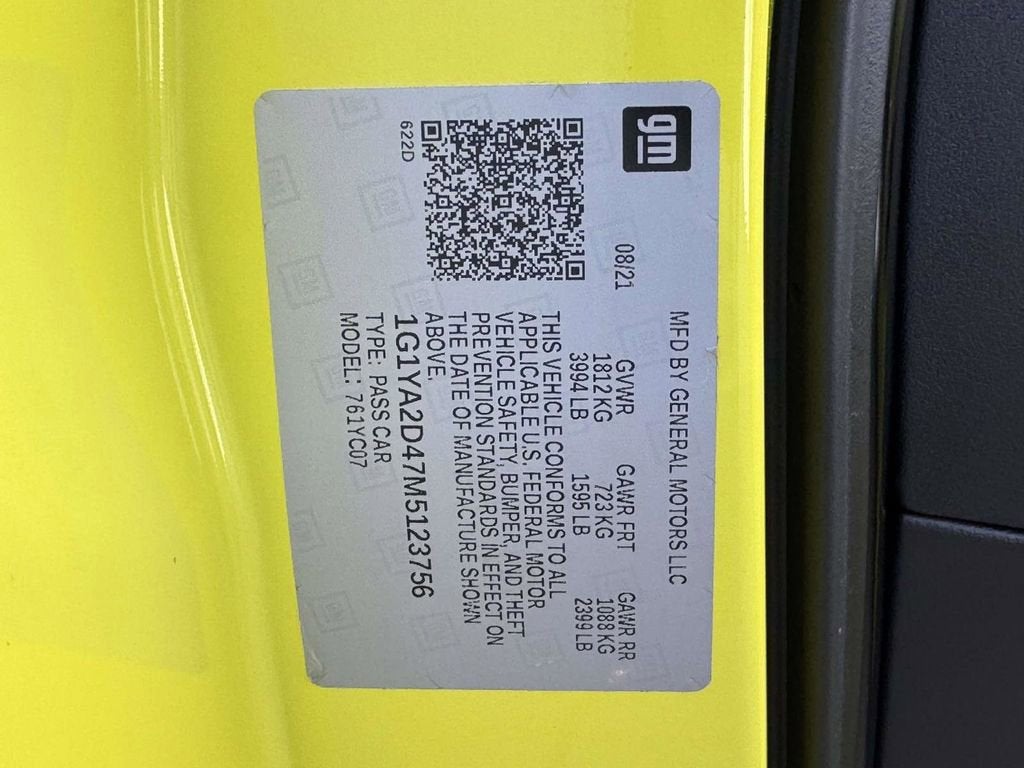 gm
MFD BY GENERAL MOTORS LLC
08/21
GVWR GAWR FRT GAWR RR
1812 KG 723 KG 1088 KG
3994 LB 1595 LB 2399 LB
THIS VEHICLE CONFORMS TO ALL
APPLICABLE U.S. FEDERAL MOTOR
VEHICLE SAFETY, BUMPER, AND THEFT
PREVENTION STANDARDS IN EFFECT ON
THE DATE OF MANUFACTURE SHOWN
ABOVE.
1G1YA2D47M5123756
TYPE: PASS CAR
MODEL: 761YC07
622D